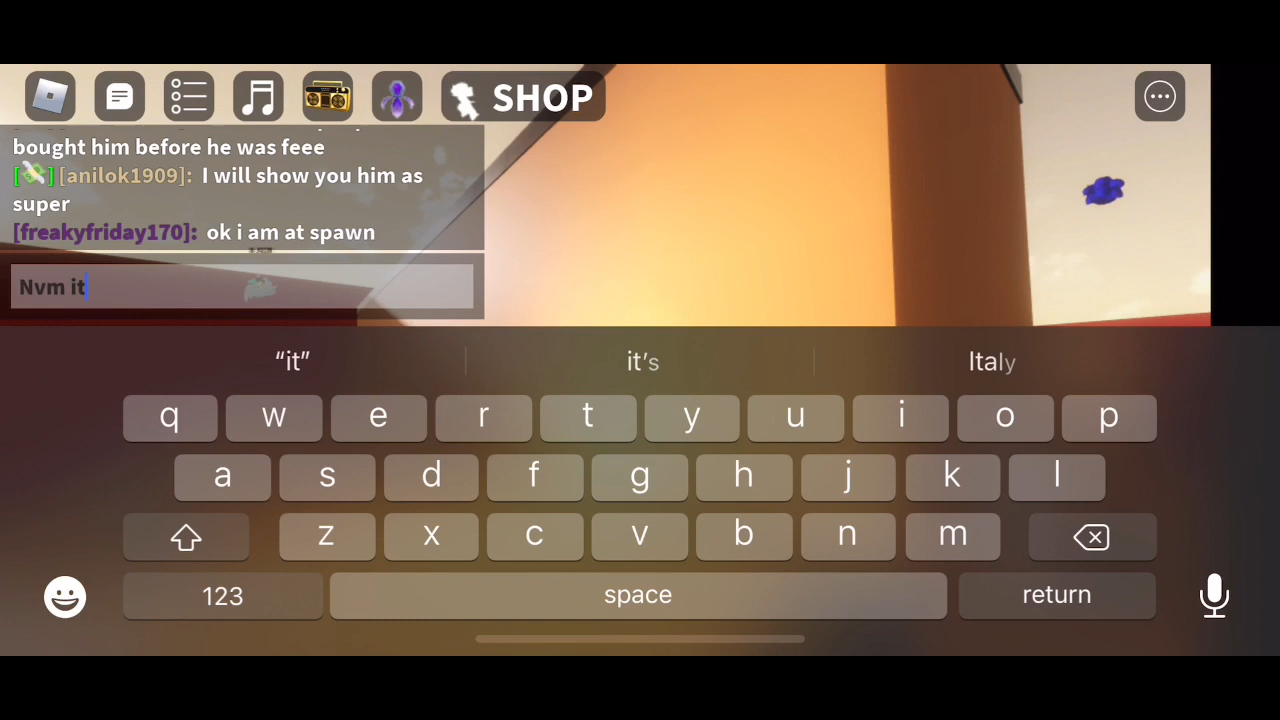 SHOP
bought him before he was feee
[💸][anilok1909]: I will show you him as
super
[freakyfriday170]: ok i am at spawn
Nvm it
“it” it’s Italy
q w e r t y u i o p
a s d f g h j k l
z x c v b n m
123 space return